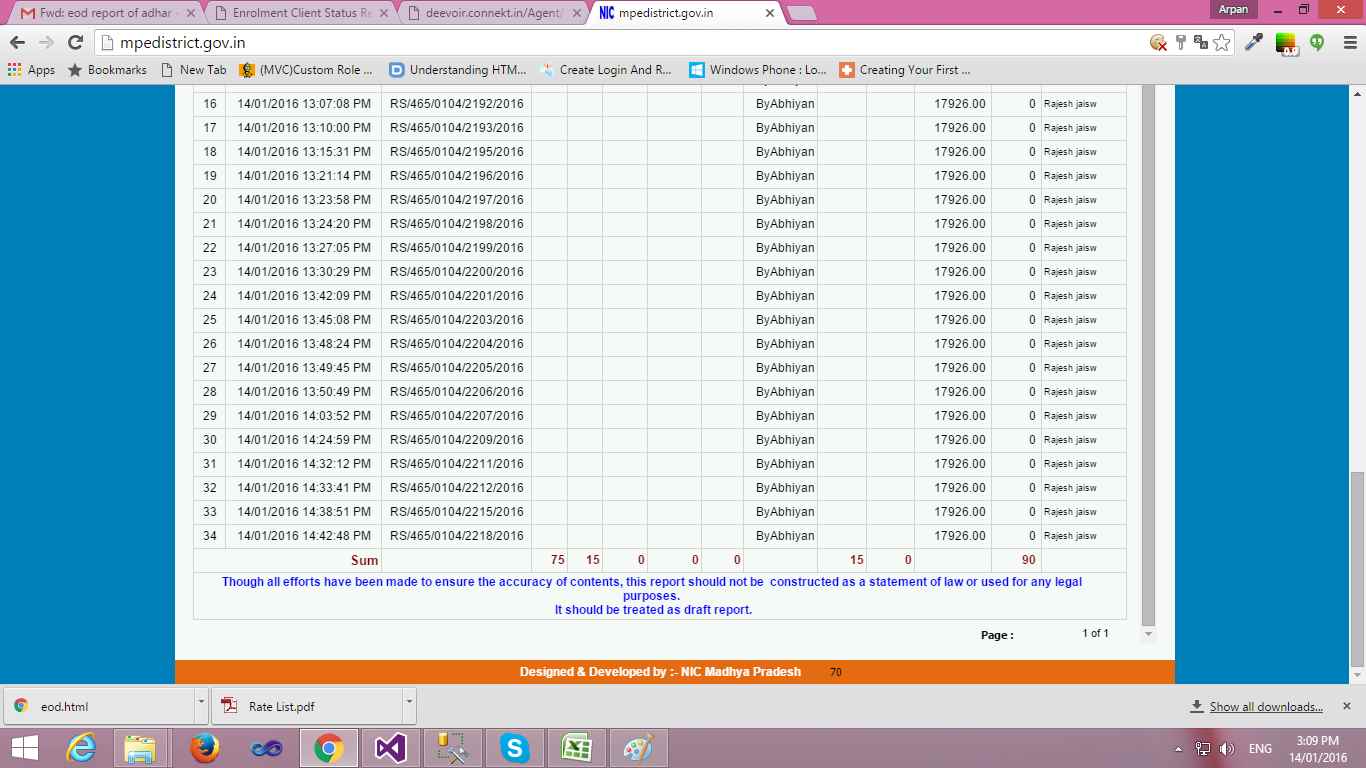 Fwd: eod report of adhar
Enrolment Client Status Re
deevoir.connekt.in/Agent/
NIC mpedistrict.gov.in
Arpan
mpedistrict.gov.in
Apps Bookmarks New Tab (MVC)Custom Role ... Understanding HTM... Create Login And R... Windows Phone : Lo... Creating Your First ...
16 14/01/2016 13:07:08 PM RS/465/0104/2192/2016 ByAbhiyan 17926.00 0 Rajesh jaisw
17 14/01/2016 13:10:00 PM RS/465/0104/2193/2016 ByAbhiyan 17926.00 0 Rajesh jaisw
18 14/01/2016 13:15:31 PM RS/465/0104/2195/2016 ByAbhiyan 17926.00 0 Rajesh jaisw
19 14/01/2016 13:21:14 PM RS/465/0104/2196/2016 ByAbhiyan 17926.00 0 Rajesh jaisw
20 14/01/2016 13:23:58 PM RS/465/0104/2197/2016 ByAbhiyan 17926.00 0 Rajesh jaisw
21 14/01/2016 13:24:20 PM RS/465/0104/2198/2016 ByAbhiyan 17926.00 0 Rajesh jaisw
22 14/01/2016 13:27:05 PM RS/465/0104/2199/2016 ByAbhiyan 17926.00 0 Rajesh jaisw
23 14/01/2016 13:30:29 PM RS/465/0104/2200/2016 ByAbhiyan 17926.00 0 Rajesh jaisw
24 14/01/2016 13:42:09 PM RS/465/0104/2201/2016 ByAbhiyan 17926.00 0 Rajesh jaisw
25 14/01/2016 13:45:08 PM RS/465/0104/2203/2016 ByAbhiyan 17926.00 0 Rajesh jaisw
26 14/01/2016 13:48:24 PM RS/465/0104/2204/2016 ByAbhiyan 17926.00 0 Rajesh jaisw
27 14/01/2016 13:49:45 PM RS/465/0104/2205/2016 ByAbhiyan 17926.00 0 Rajesh jaisw
28 14/01/2016 13:50:49 PM RS/465/0104/2206/2016 ByAbhiyan 17926.00 0 Rajesh jaisw
29 14/01/2016 14:03:52 PM RS/465/0104/2207/2016 ByAbhiyan 17926.00 0 Rajesh jaisw
30 14/01/2016 14:24:59 PM RS/465/0104/2209/2016 ByAbhiyan 17926.00 0 Rajesh jaisw
31 14/01/2016 14:32:12 PM RS/465/0104/2211/2016 ByAbhiyan 17926.00 0 Rajesh jaisw
32 14/01/2016 14:33:41 PM RS/465/0104/2212/2016 ByAbhiyan 17926.00 0 Rajesh jaisw
33 14/01/2016 14:38:51 PM RS/465/0104/2215/2016 ByAbhiyan 17926.00 0 Rajesh jaisw
34 14/01/2016 14:42:48 PM RS/465/0104/2218/2016 ByAbhiyan 17926.00 0 Rajesh jaisw
Sum 75 15 0 0 0 15 0 90
Though all efforts have been made to ensure the accuracy of contents, this report should not be constructed as a statement of law or used for any legal
purposes.
It should be treated as draft report.
Page : 1 of 1
Designed & Developed by :- NIC Madhya Pradesh 70
eod.html
Rate List.pdf
Show all downloads...
ENG
3:09 PM
14/01/2016